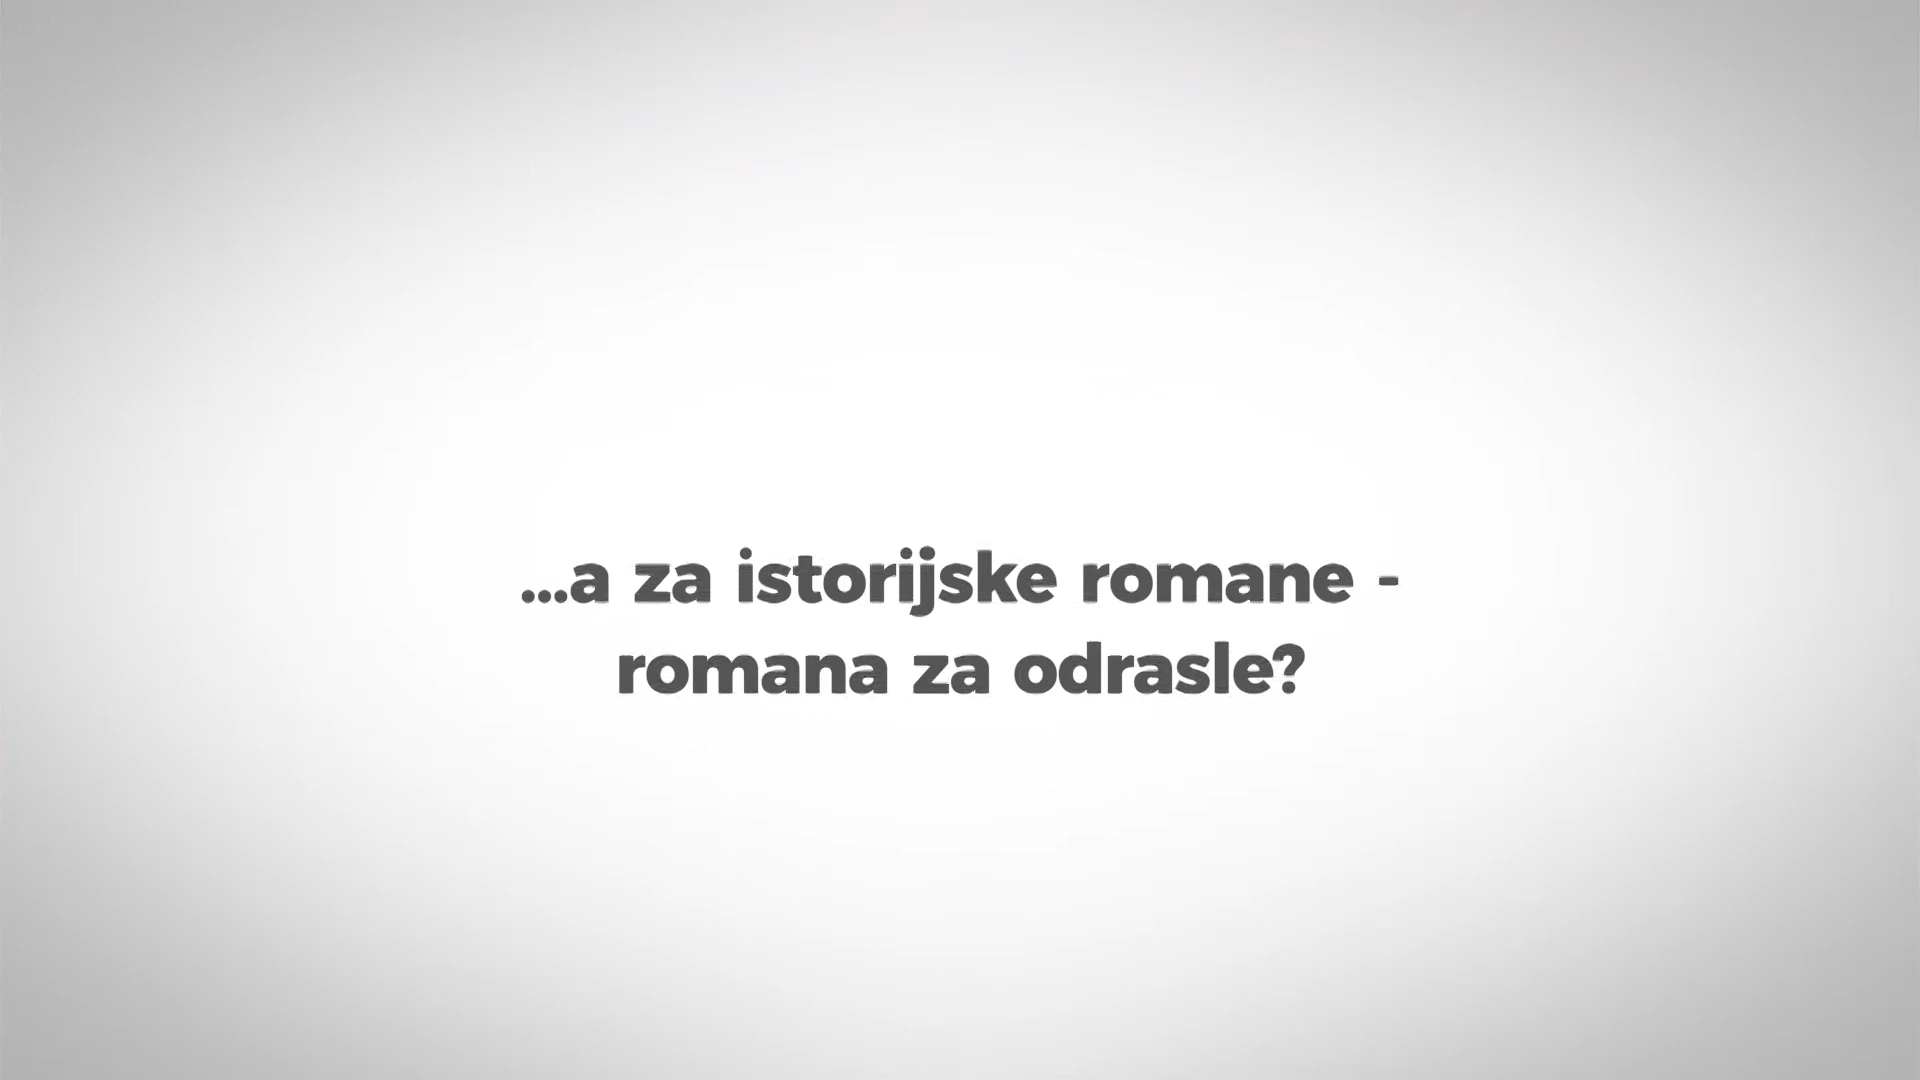 ...a za istorijske romane -
romana za odrasle?